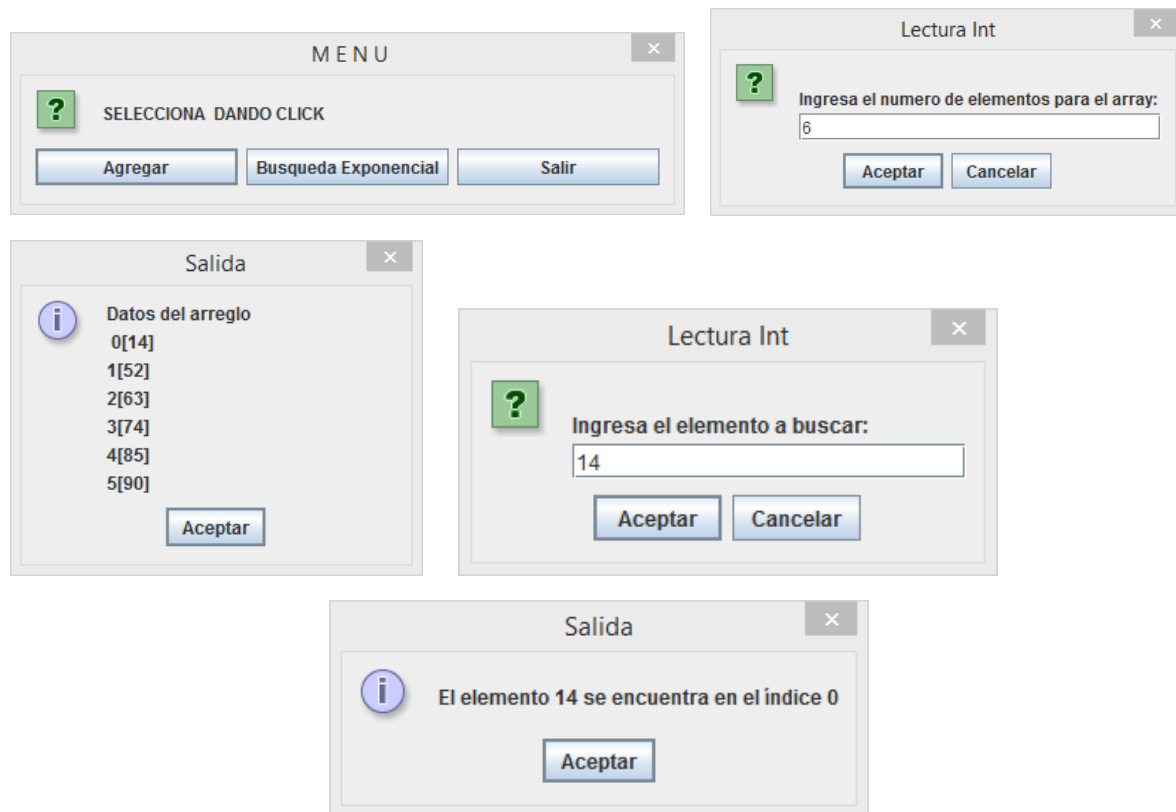 M E N U
SELECCIONA DANDO CLICK
Agregar
Busqueda Exponencial
Salir
Lectura Int
Ingresa el numero de elementos para el array:
6
Aceptar
Cancelar
Salida
Datos del arreglo
0[14]
1[52]
2[63]
3[74]
4[85]
5[90]
Aceptar
Lectura Int
Ingresa el elemento a buscar:
14
Aceptar
Cancelar
Salida
El elemento 14 se encuentra en el índice 0
Aceptar